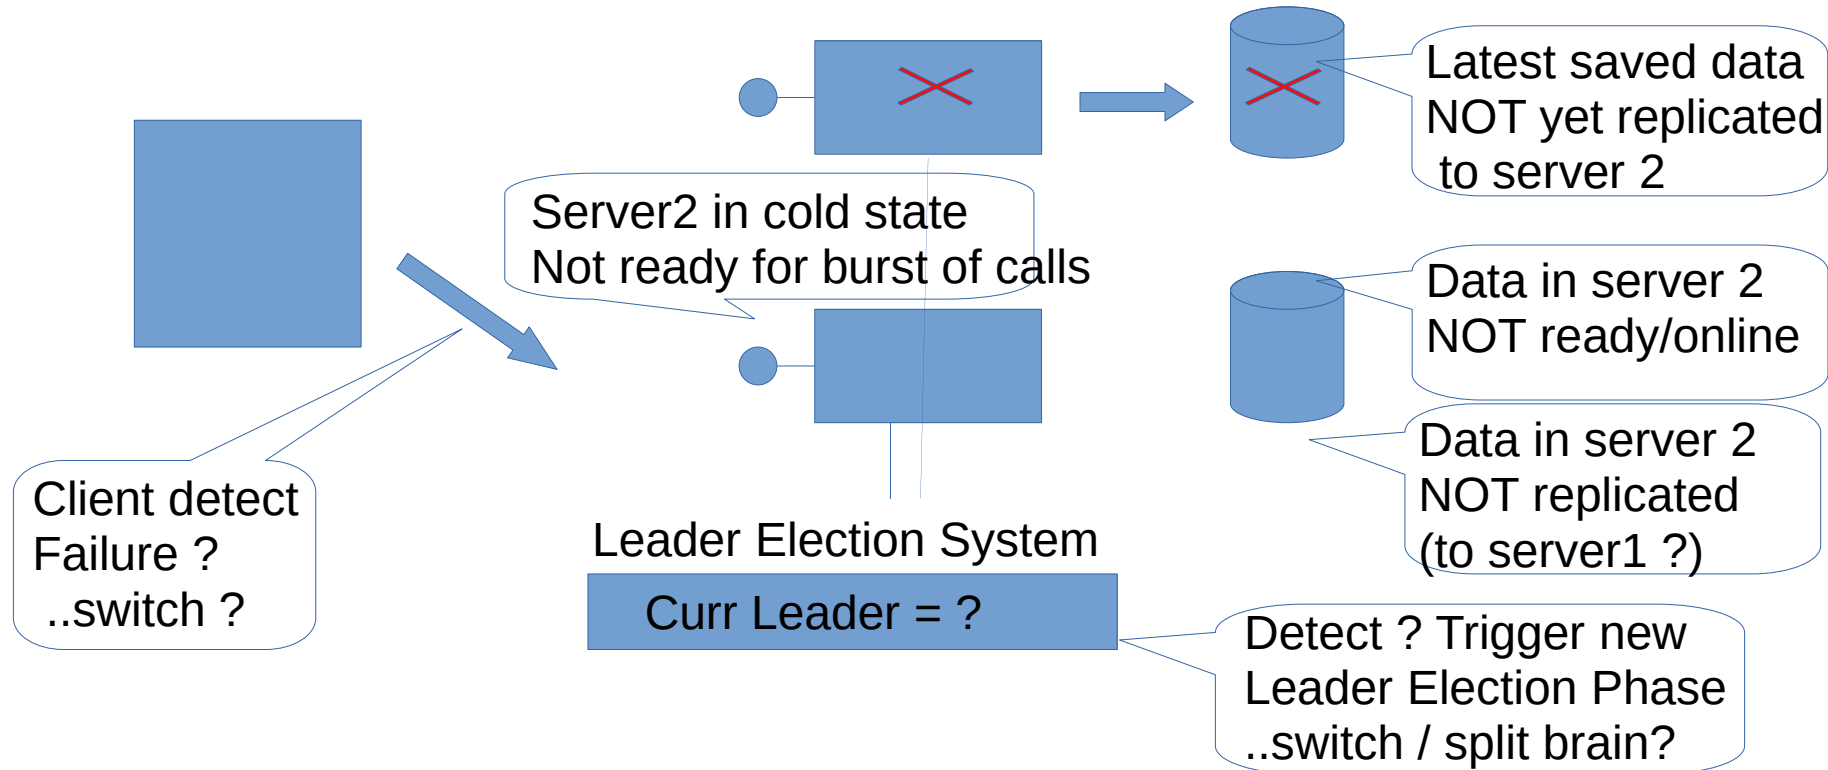 Latest saved data
NOT yet replicated
to server 2
Server2 in cold state
Not ready for burst of calls
Data in server 2
NOT ready/online
Data in server 2
NOT replicated
(to server1 ?)
Client detect
Failure ?
..switch ?
Leader Election System
Curr Leader = ?
Detect ? Trigger new
Leader Election Phase
..switch / split brain?